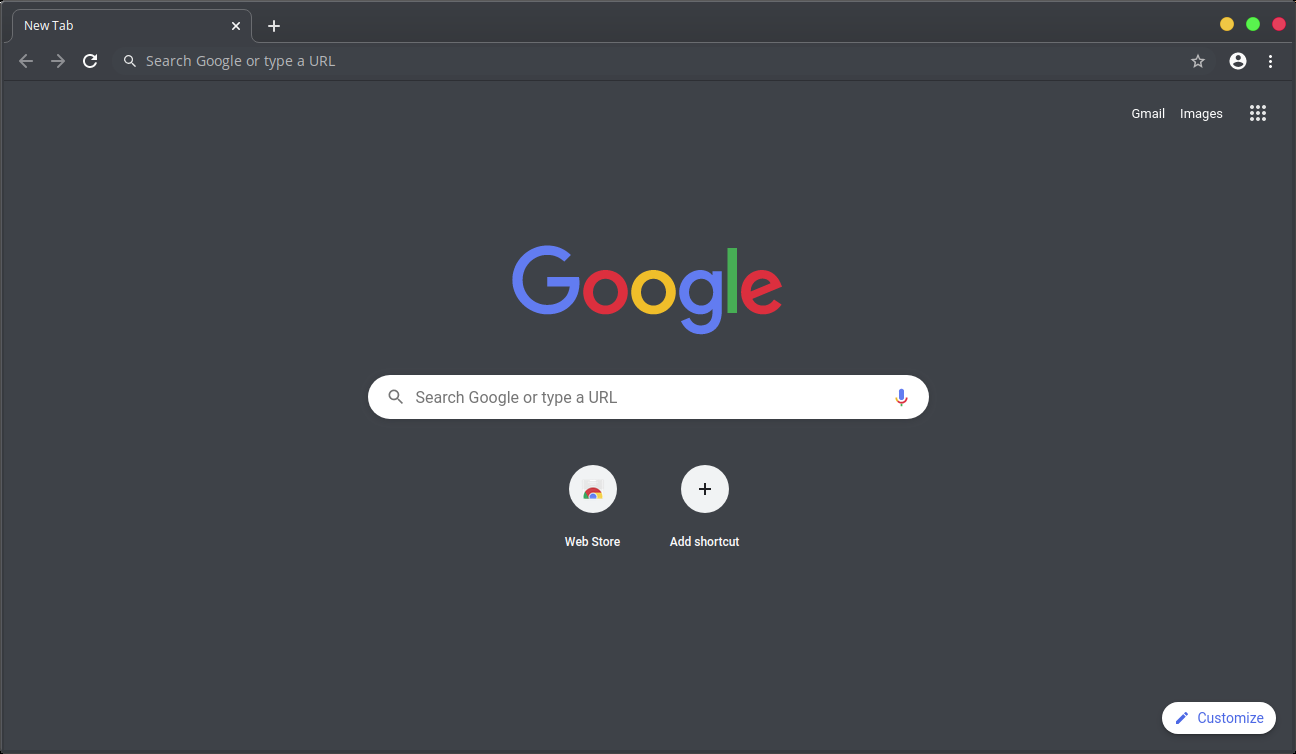 New Tab
Search Google or type a URL
Gmail Images
Google
Search Google or type a URL
Web Store Add shortcut
Customize